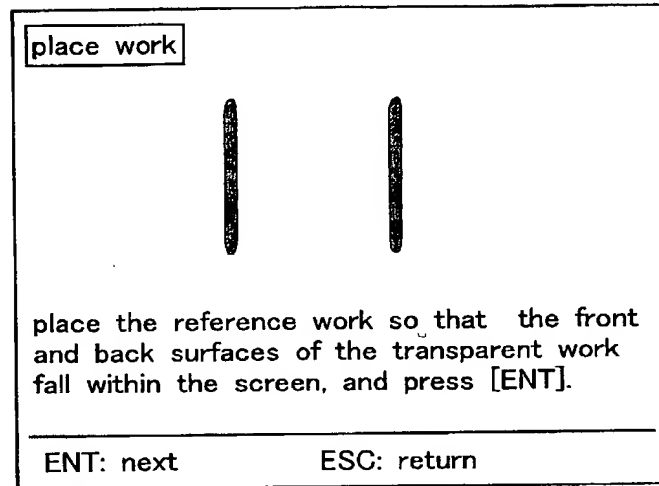 place work
place the reference work so that the front
and back surfaces of the transparent work
fall within the screen, and press [ENT].
ENT: next ESC: return